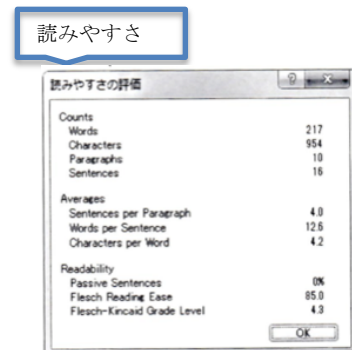 読みやすさ
読みやすさの評価
Counts
Words 217
Characters 954
Paragraphs 10
Sentences 16
Averages
Sentences per Paragraph 4.0
Words per Sentence 12.6
Characters per Word 4.2
Readability
Passive Sentences 0%
Flesch Reading Ease 85.0
Flesch-Kincaid Grade Level 4.3
OK